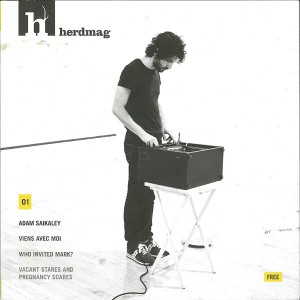 h herdmag
01
ADAM SAIKALEY
VIENS AVEC MOI
WHO INVITED MARK?
VACANT STARES AND
PREGNANCY SCARES
FREE